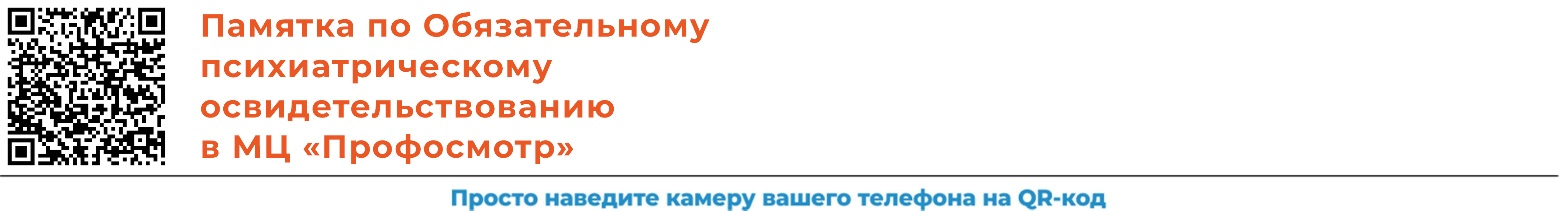 Памятка по Обязательному
психиатрическому
освидетельствованию
в МЦ «Профосмотр»
Просто наведите камеру вашего телефона на QR-код